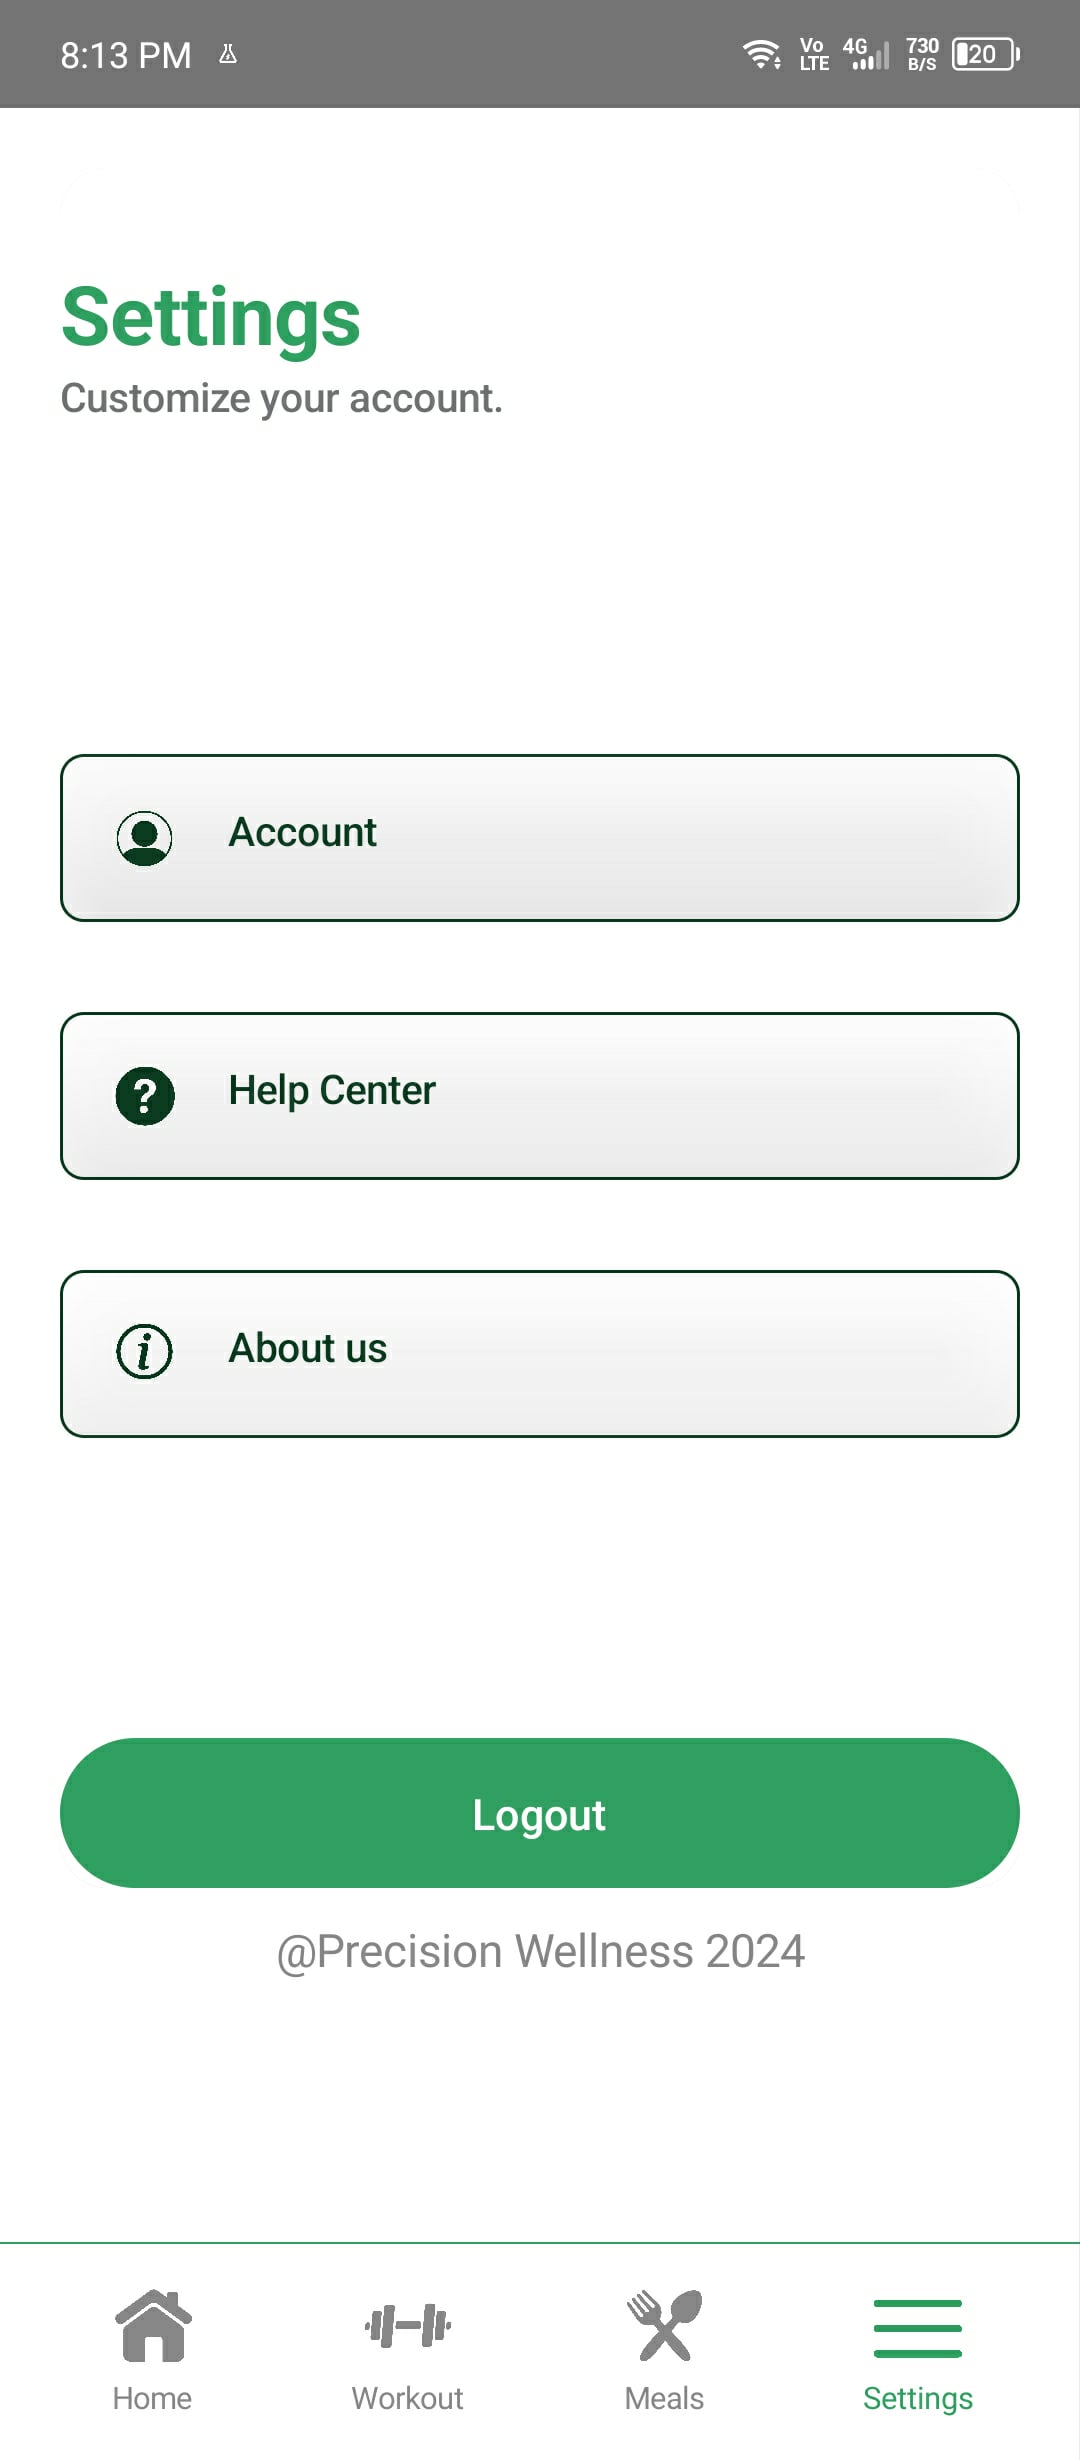 8:13 PM Vo LTE 4G 730 B/S 20
Settings
Customize your account.
Account
Help Center
About us
Logout
@Precision Wellness 2024
Home Workout Meals Settings